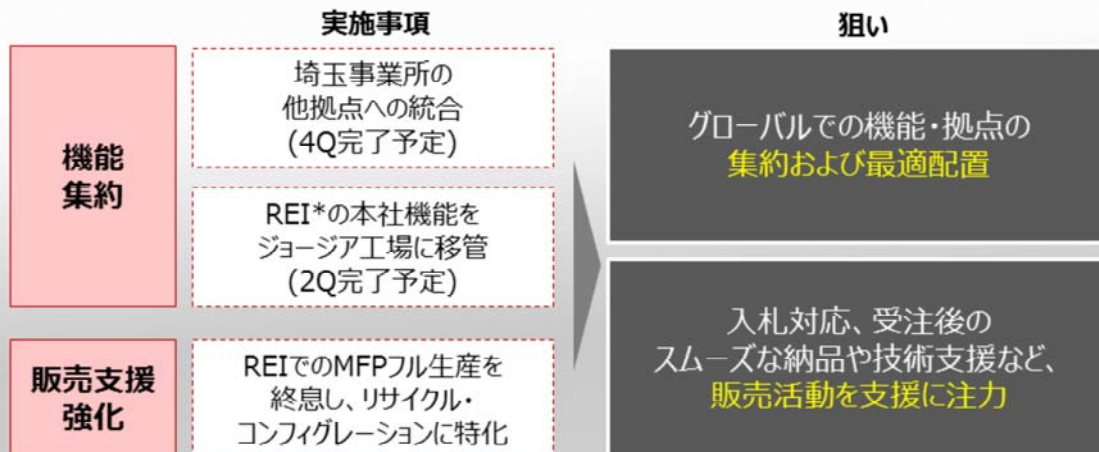 実施事項
狙い
機能
集約
埼玉事業所の
他拠点への統合
(4Q完了予定)
REI*の本社機能を
ジョージア工場に移管
(2Q完了予定)
グローバルでの機能・拠点の
集約および最適配置
販売支援
強化
REIでのMFPフル生産を
終息し、リサイクル・
コンフィグレーションに特化
入札対応、受注後の
スムーズな納品や技術支援など、
販売活動を支援に注力